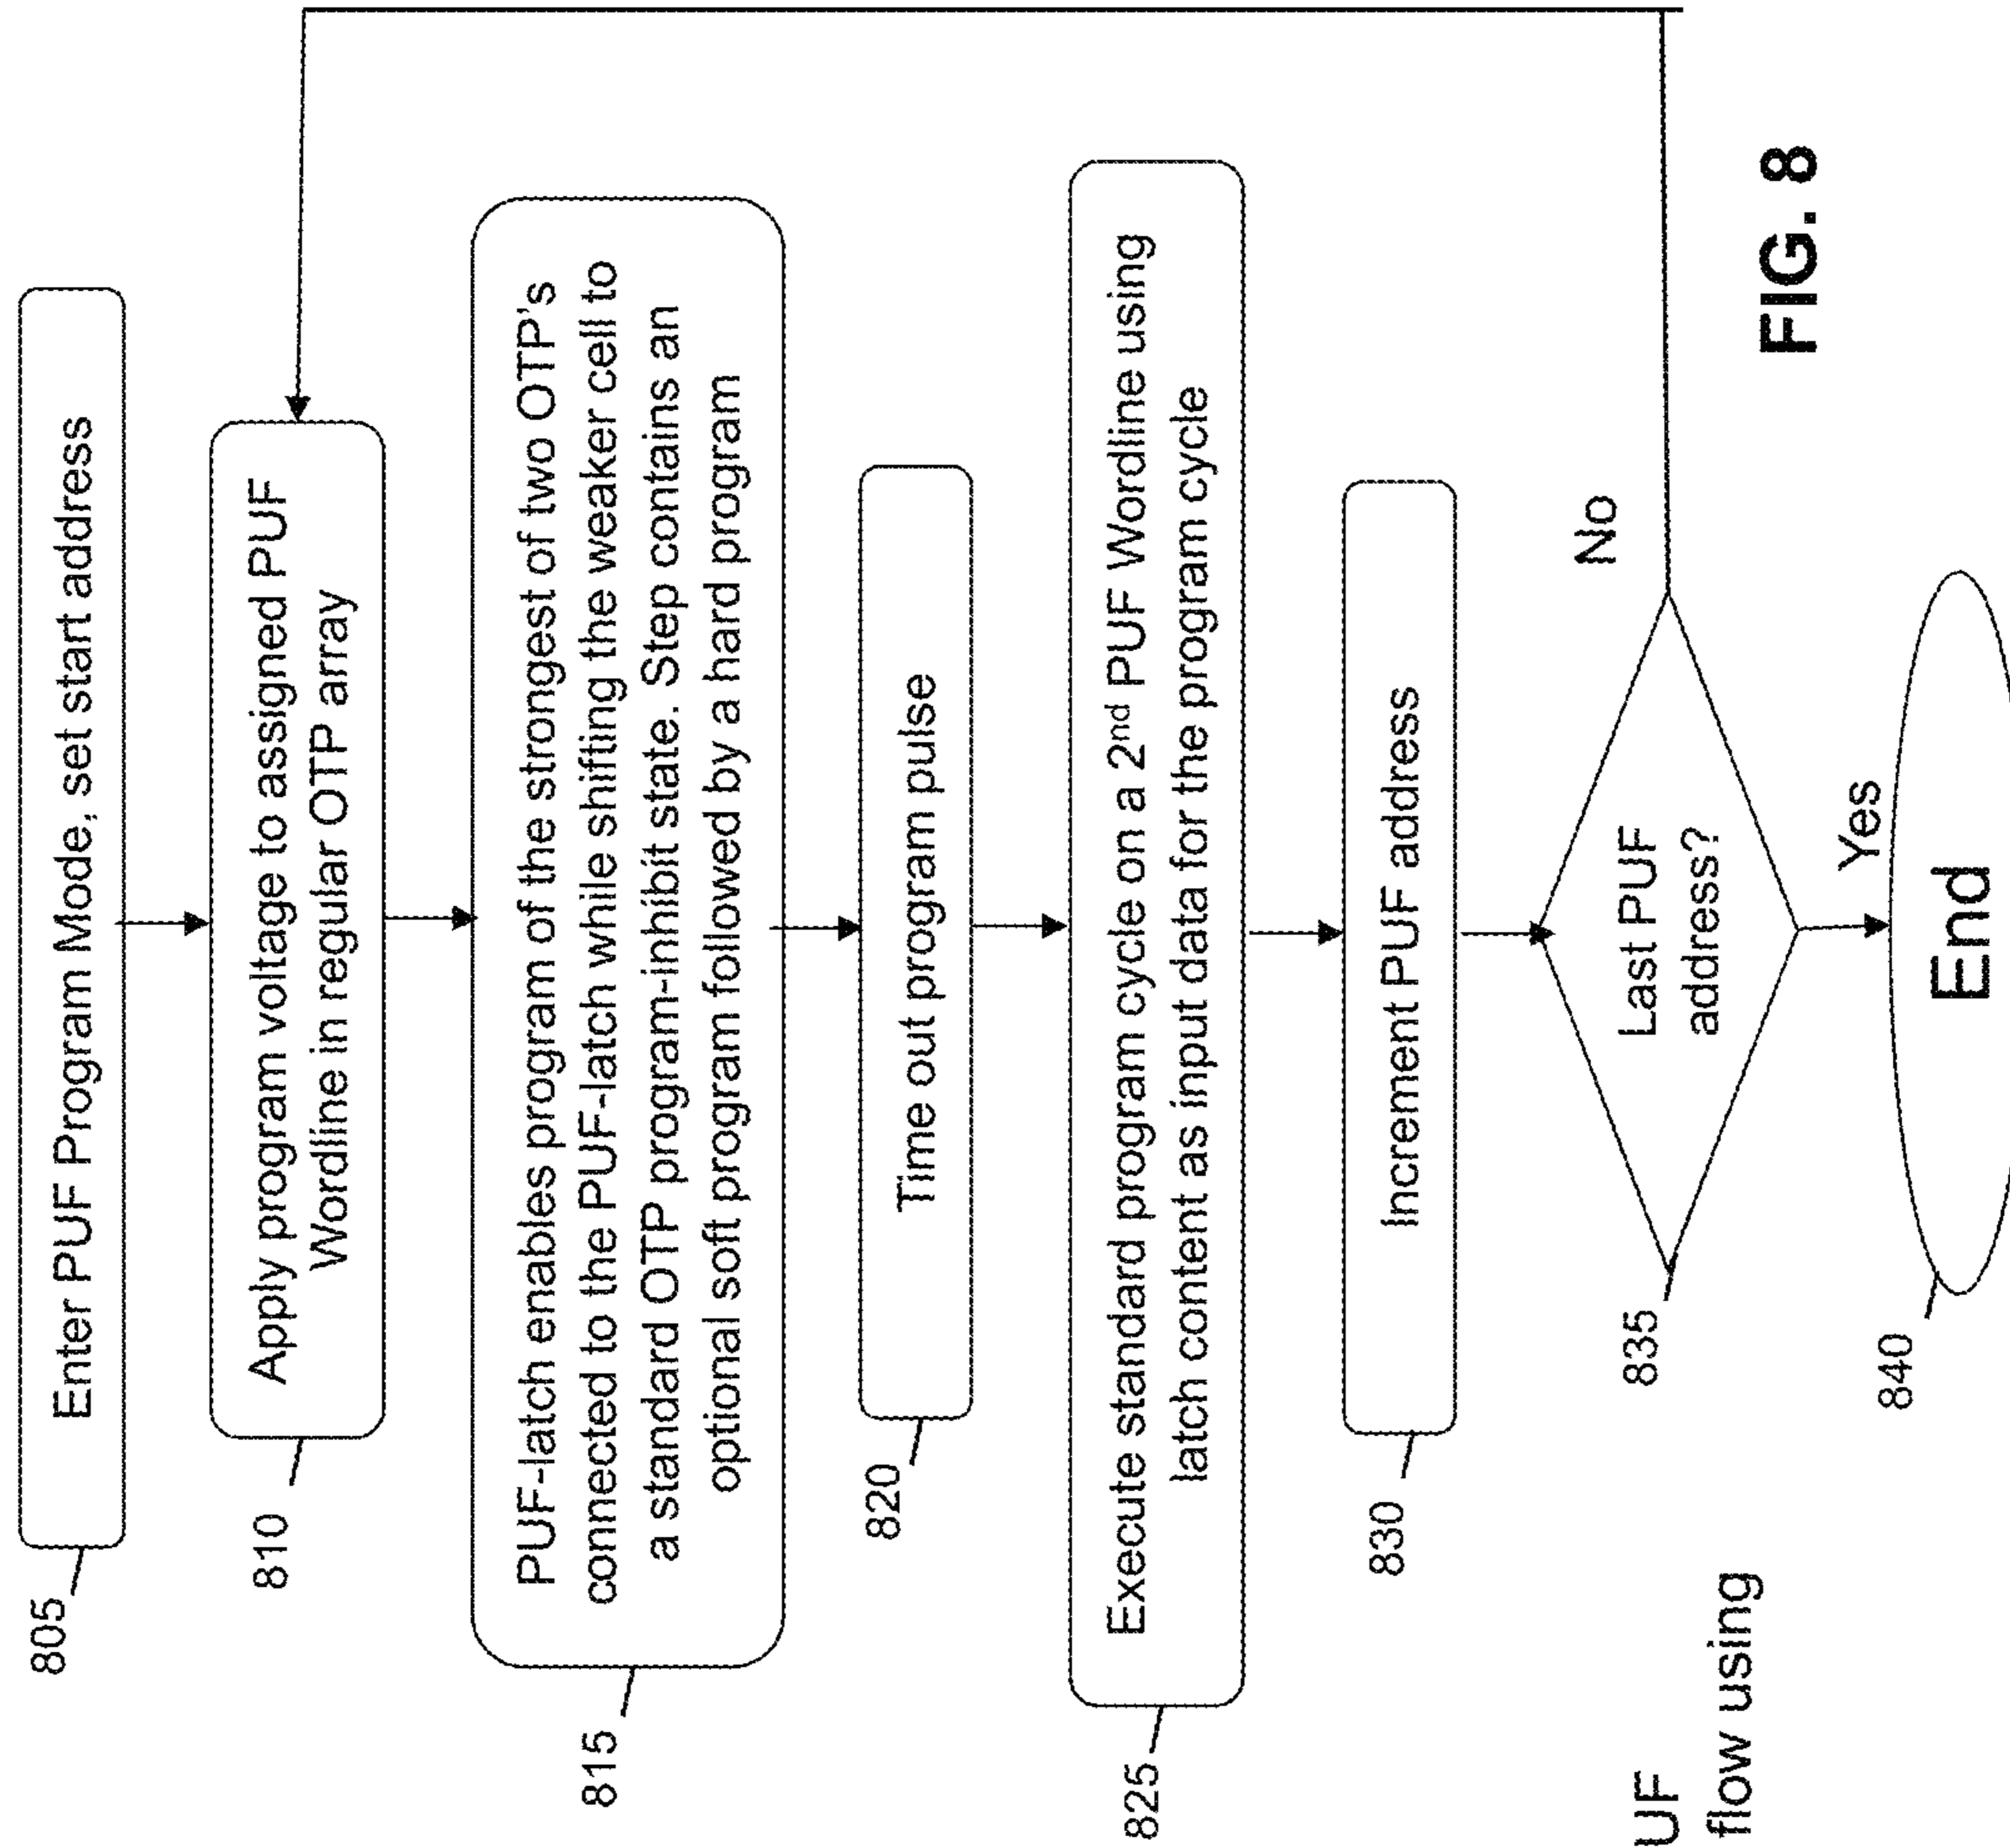 805
Enter PUF Program Mode, set start address
810
Apply program voltage to assigned PUF
Wordline in regular OTP array
815
PUF-latch enables program of the strongest of two OTP's
connected to the PUF-latch while shifting the weaker cell to
a standard OTP program-inhibit state. Step contains an
optional soft program followed by a hard program
820
Time out program pulse
825
Execute standard program cycle on a 2nd PUF Wordline using
latch content as input data for the program cycle
830
Increment PUF address
835
Last PUF
address?
No
Yes
840
End
UF
flow using
FIG. 8